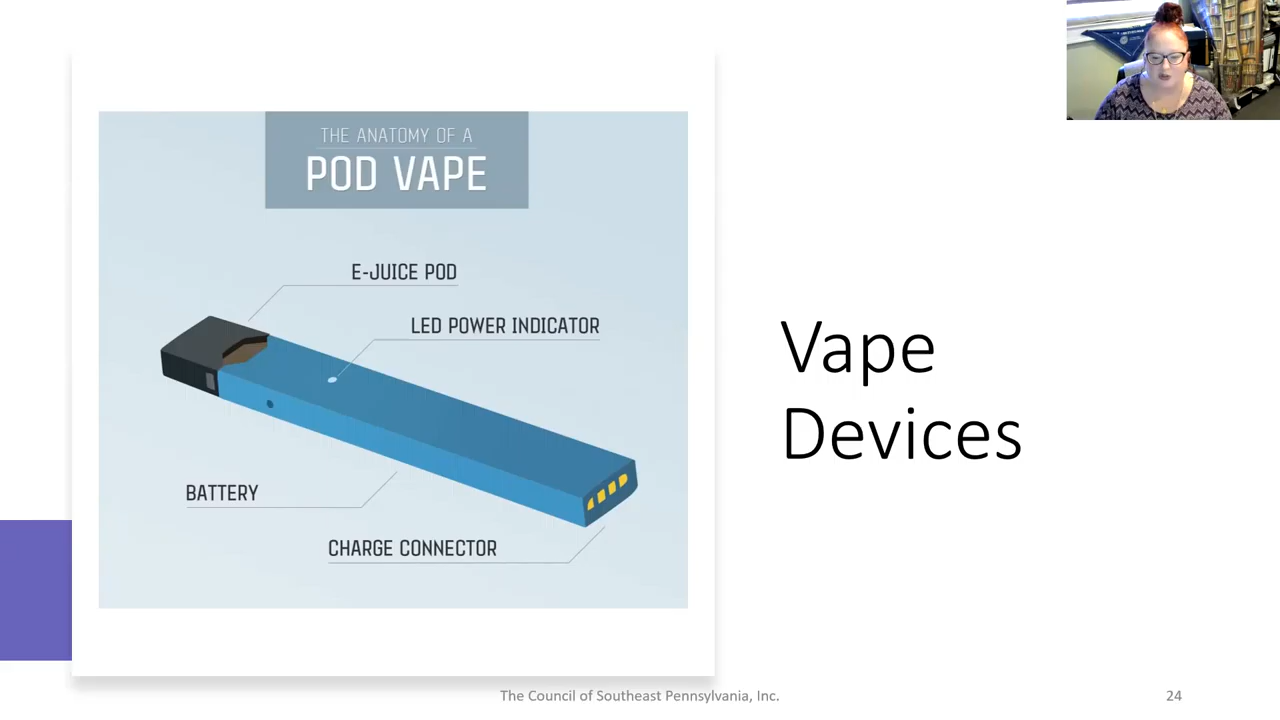 THE ANATOMY OF A
POD VAPE
E-JUICE POD
LED POWER INDICATOR
BATTERY
CHARGE CONNECTOR
Vape
Devices
The Council of Southeast Pennsylvania, Inc.
24